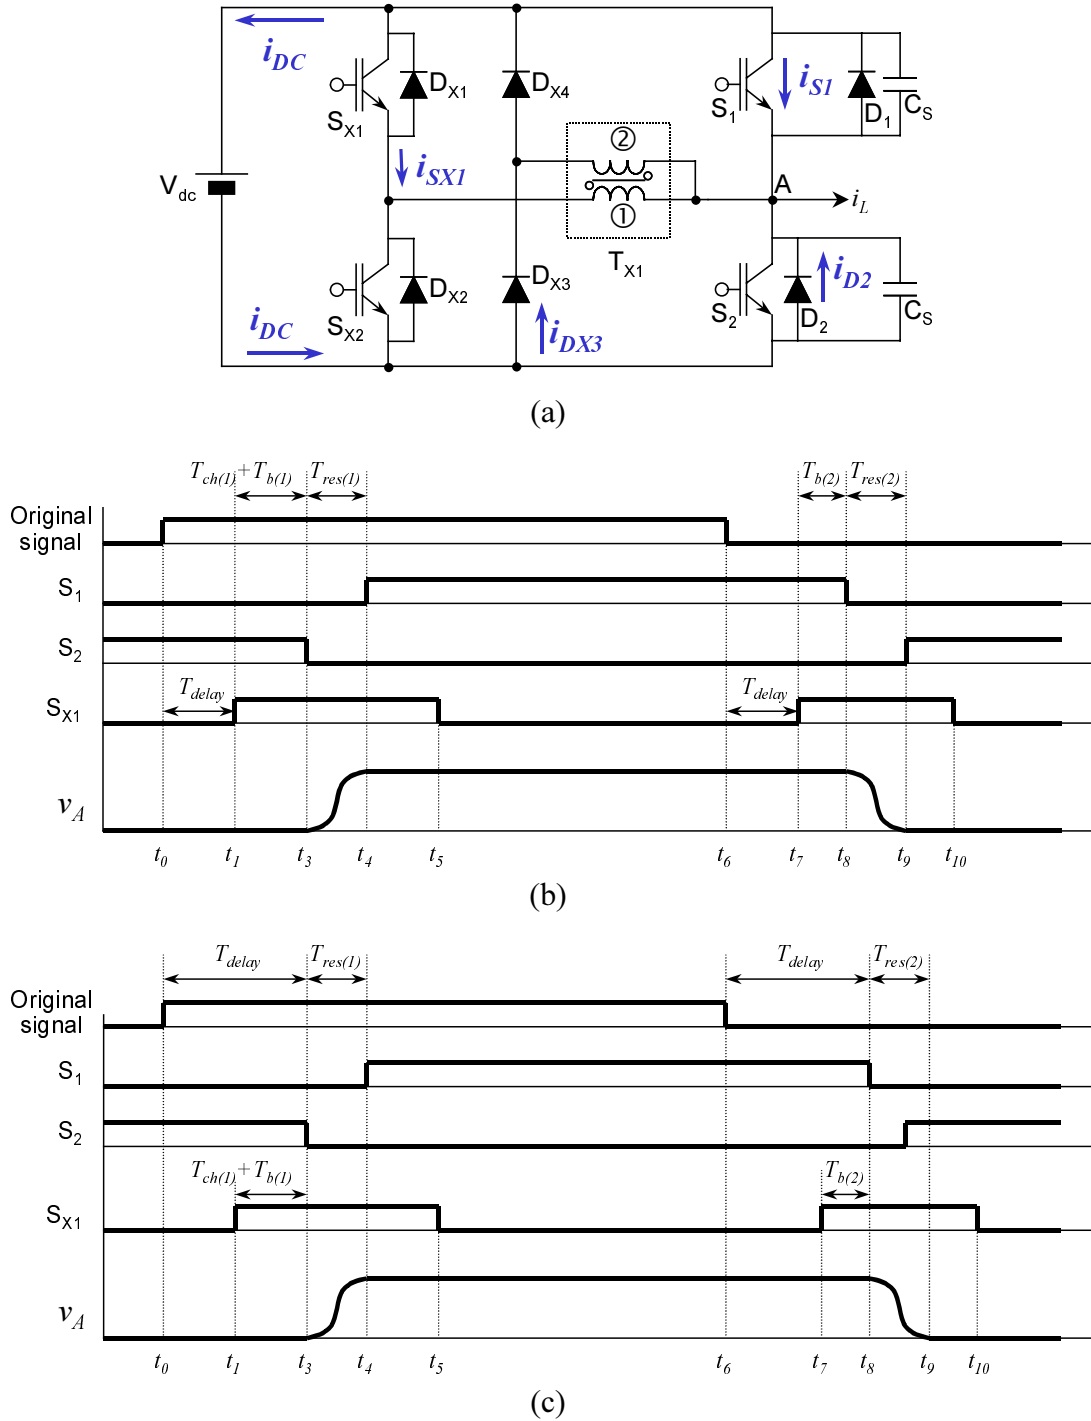 i_DC
i_DC
V_dc
S_X1
D_X1
i_SX1
S_X2
D_X2
D_X4
D_X3
i_DX3
②
①
T_X1
S_1
i_S1
D_1
C_S
A
i_L
S_2
D_2
i_D2
C_S
(a)
T_ch(1)+T_b(1) T_res(1) T_b(2) T_res(2)
Original
signal
S_1
S_2
T_delay T_delay
S_X1
v_A
t_0 t_1 t_3 t_4 t_5 t_6 t_7 t_8 t_9 t_10
(b)
T_delay T_res(1) T_delay T_res(2)
Original
signal
S_1
S_2
T_ch(1)+T_b(1) T_b(2)
S_X1
v_A
t_0 t_1 t_3 t_4 t_5 t_6 t_7 t_8 t_9 t_10
(c)